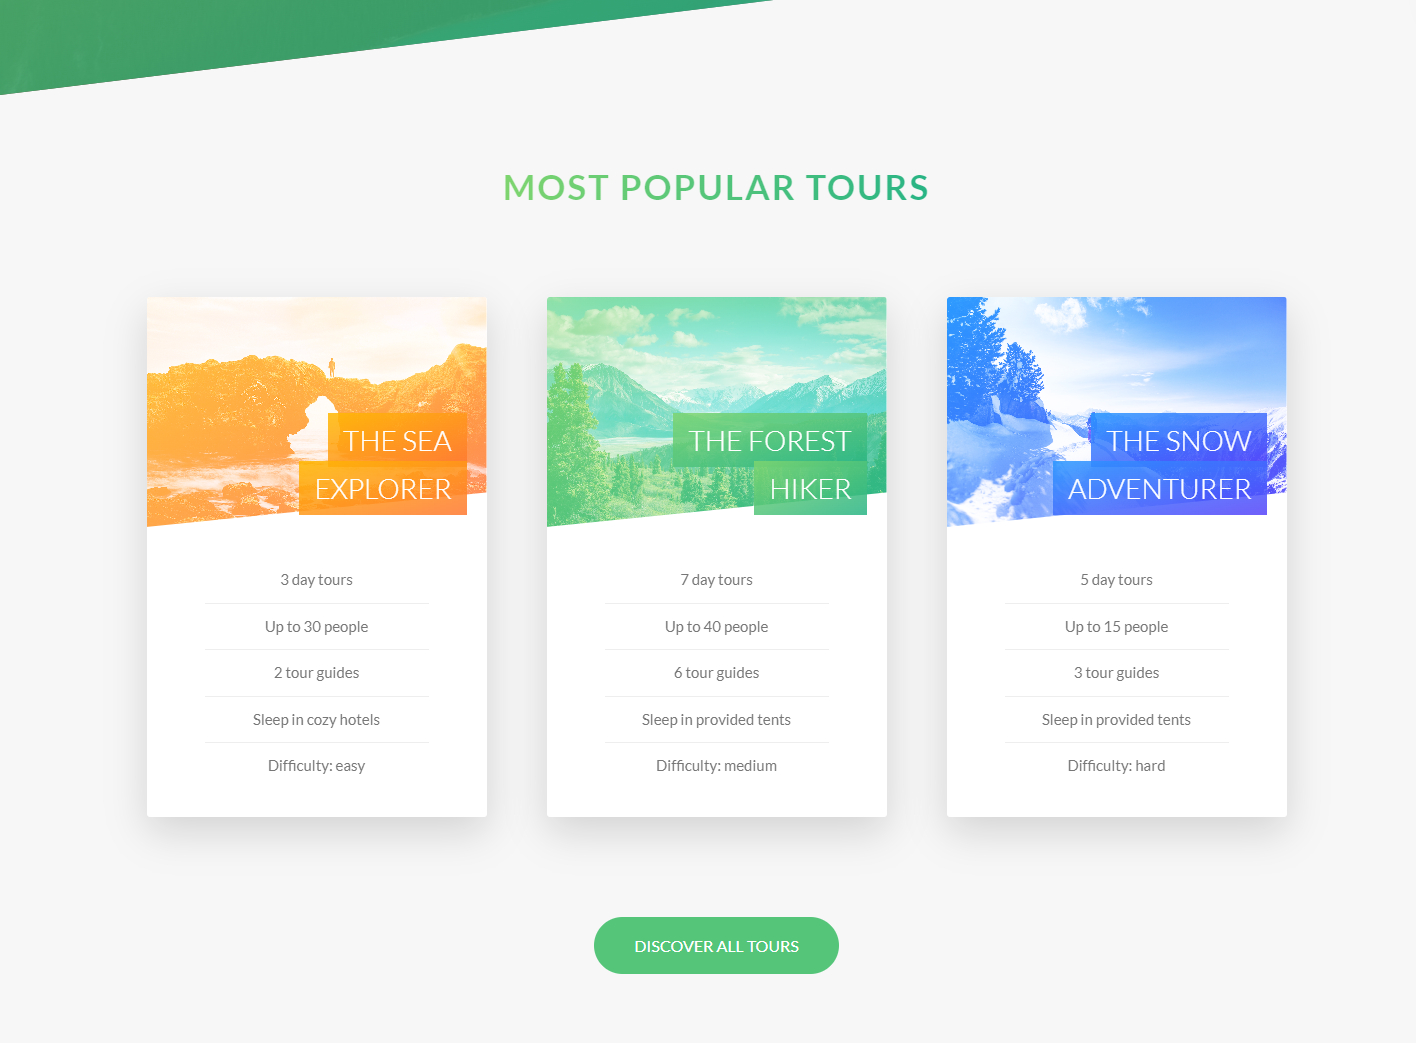 MOST POPULAR TOURS
THE SEA
EXPLORER
3 day tours
Up to 30 people
2 tour guides
Sleep in cozy hotels
Difficulty: easy
THE FOREST
HIKER
7 day tours
Up to 40 people
6 tour guides
Sleep in provided tents
Difficulty: medium
THE SNOW
ADVENTURER
5 day tours
Up to 15 people
3 tour guides
Sleep in provided tents
Difficulty: hard
DISCOVER ALL TOURS